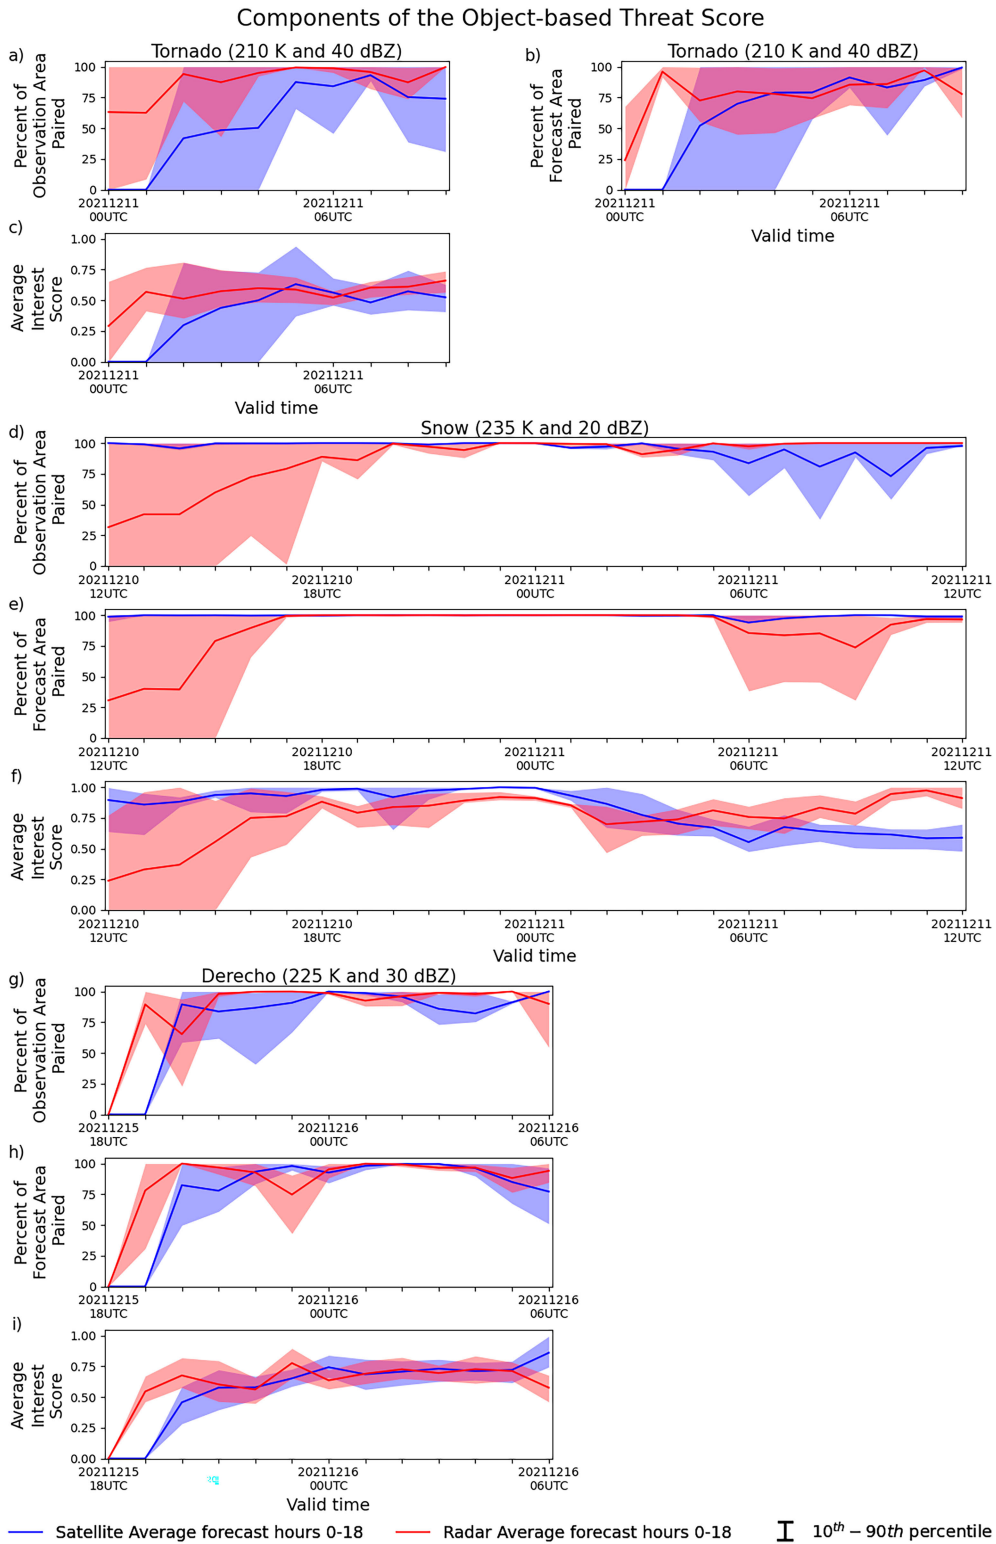 Components of the Object-based Threat Score
a)
Tornado (210 K and 40 dBZ)
Percent of
Observation Area
Paired
100
75
50
25
0
20211211
00UTC
20211211
06UTC
b)
Tornado (210 K and 40 dBZ)
Percent of
Forecast Area
Paired
100
75
50
25
0
20211211
00UTC
20211211
06UTC
Valid time
c)
Average
Interest
Score
1.00
0.75
0.50
0.25
0.00
20211211
00UTC
20211211
06UTC
Valid time
d)
Snow (235 K and 20 dBZ)
Percent of
Observation Area
Paired
100
75
50
25
0
20211210
12UTC
20211210
18UTC
20211211
00UTC
20211211
06UTC
20211211
12UTC
e)
Percent of
Forecast Area
Paired
100
75
50
25
0
20211210
12UTC
20211210
18UTC
20211211
00UTC
20211211
06UTC
20211211
12UTC
f)
Average
Interest
Score
1.00
0.75
0.50
0.25
0.00
20211210
12UTC
20211210
18UTC
20211211
00UTC
20211211
06UTC
20211211
12UTC
Valid time
g)
Derecho (225 K and 30 dBZ)
Percent of
Observation Area
Paired
100
75
50
25
0
20211215
18UTC
20211216
00UTC
20211216
06UTC
h)
Percent of
Forecast Area
Paired
100
75
50
25
0
20211215
18UTC
20211216
00UTC
20211216
06UTC
i)
Average
Interest
Score
1.00
0.75
0.50
0.25
0.00
20211215
18UTC
20211216
00UTC
20211216
06UTC
Valid time
Satellite Average forecast hours 0-18
Radar Average forecast hours 0-18
10th − 90th percentile